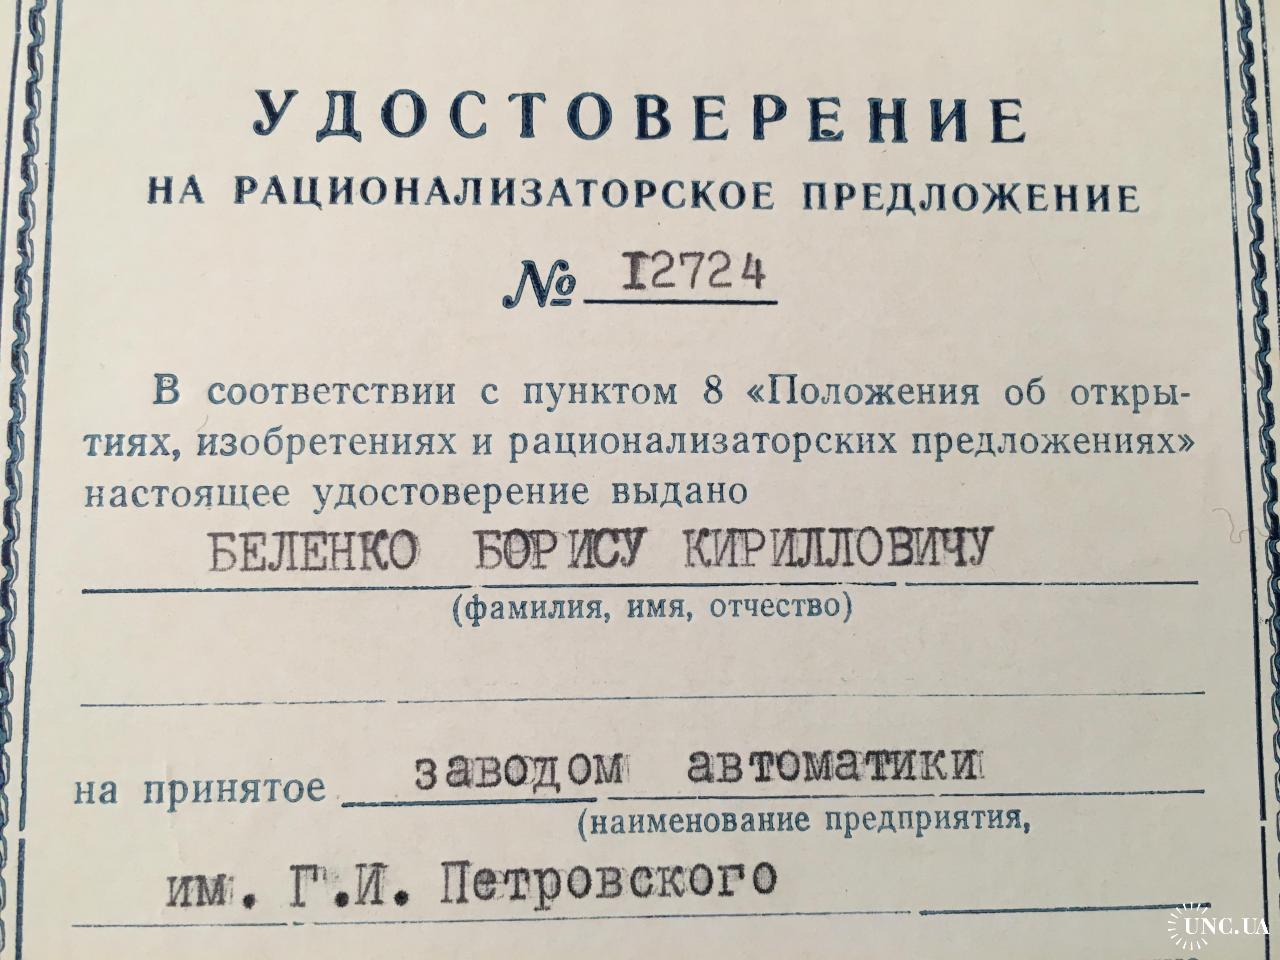 УДОСТОВЕРЕНИЕ
НА РАЦИОНАЛИЗАТОРСКОЕ ПРЕДЛОЖЕНИЕ
№ I2724
В соответствии с пунктом 8 «Положения об откры-
тиях, изобретениях и рационализаторских предложениях»
настоящее удостоверение выдано
БЕЛЕНКО БОРИСУ КИРИЛЛОВИЧУ
(фамилия, имя, отчество)
на принятое заводом автоматики
(наименование предприятия,
им. Г.И. Петровского
UNC.UA